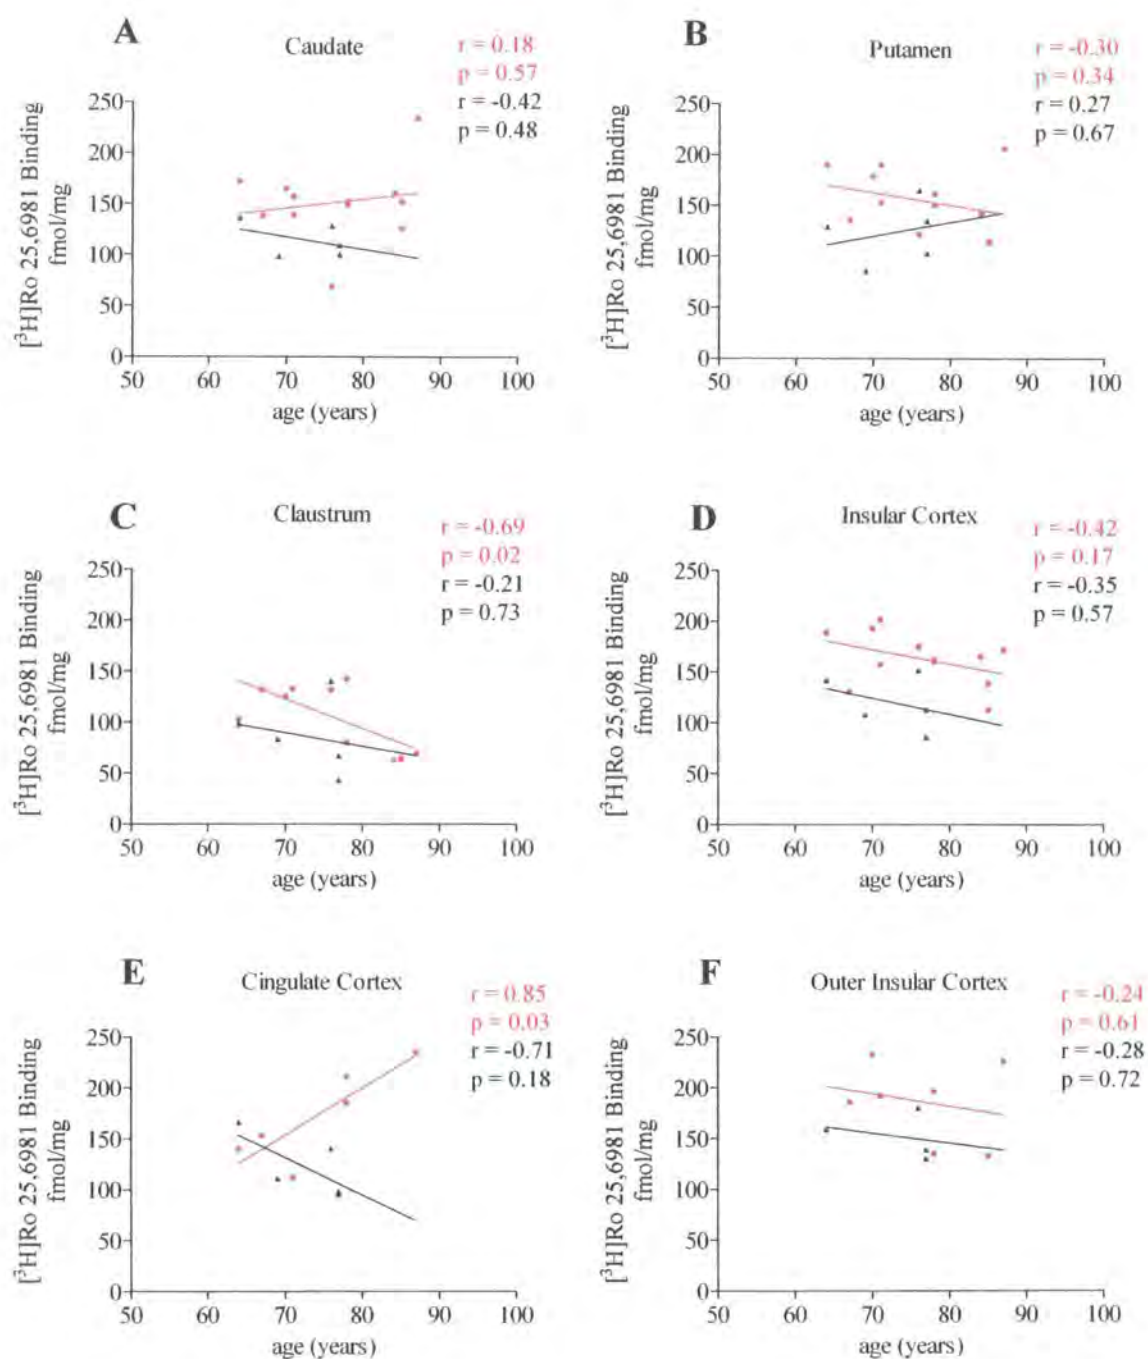 A
Caudate
r = 0.18
p = 0.57
r = -0.42
p = 0.48
[³H]Ro 25,6981 Binding
fmol/mg
250
200
150
100
50
0
50 60 70 80 90 100
age (years)
B
Putamen
r = -0.30
p = 0.34
r = 0.27
p = 0.67
[³H]Ro 25,6981 Binding
fmol/mg
250
200
150
100
50
0
50 60 70 80 90 100
age (years)
C
Claustrum
r = -0.69
p = 0.02
r = -0.21
p = 0.73
[³H]Ro 25,6981 Binding
fmol/mg
250
200
150
100
50
0
50 60 70 80 90 100
age (years)
D
Insular Cortex
r = -0.42
p = 0.17
r = -0.35
p = 0.57
[³H]Ro 25,6981 Binding
fmol/mg
250
200
150
100
50
0
50 60 70 80 90 100
age (years)
E
Cingulate Cortex
r = 0.85
p = 0.03
r = -0.71
p = 0.18
[³H]Ro 25,6981 Binding
fmol/mg
250
200
150
100
50
0
50 60 70 80 90 100
age (years)
F
Outer Insular Cortex
r = -0.24
p = 0.61
r = -0.28
p = 0.72
[³H]Ro 25,6981 Binding
fmol/mg
250
200
150
100
50
0
50 60 70 80 90 100
age (years)